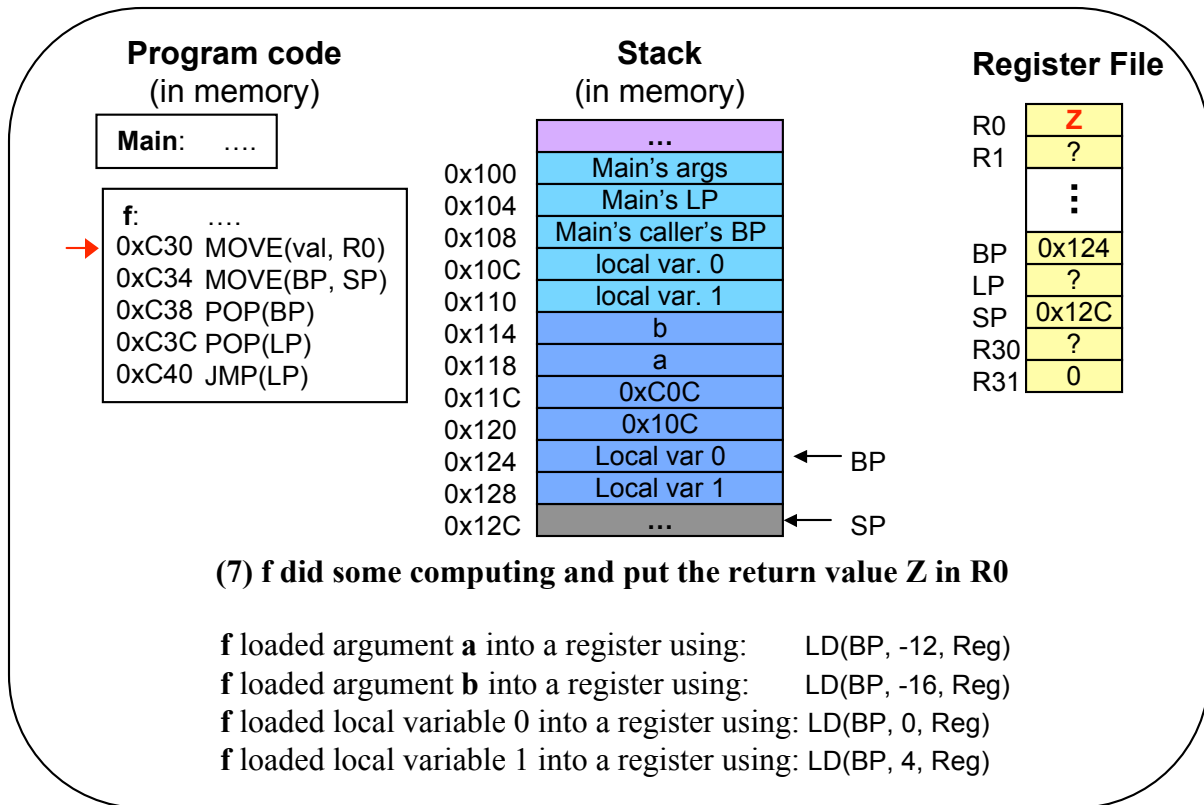 Program code
(in memory)
Main: ....
f: ....
0xC30 MOVE(val, R0)
0xC34 MOVE(BP, SP)
0xC38 POP(BP)
0xC3C POP(LP)
0xC40 JMP(LP)
Stack
(in memory)
...
0x100 Main's args
0x104 Main's LP
0x108 Main's caller's BP
0x10C local var. 0
0x110 local var. 1
0x114 b
0x118 a
0x11C 0xC0C
0x120 0x10C
0x124 Local var 0 BP
0x128 Local var 1
0x12C ... SP
Register File
R0 Z
R1 ?
⋮
BP 0x124
LP ?
SP 0x12C
R30 ?
R31 0
(7) f did some computing and put the return value Z in R0
f loaded argument a into a register using: LD(BP, -12, Reg)
f loaded argument b into a register using: LD(BP, -16, Reg)
f loaded local variable 0 into a register using: LD(BP, 0, Reg)
f loaded local variable 1 into a register using: LD(BP, 4, Reg)